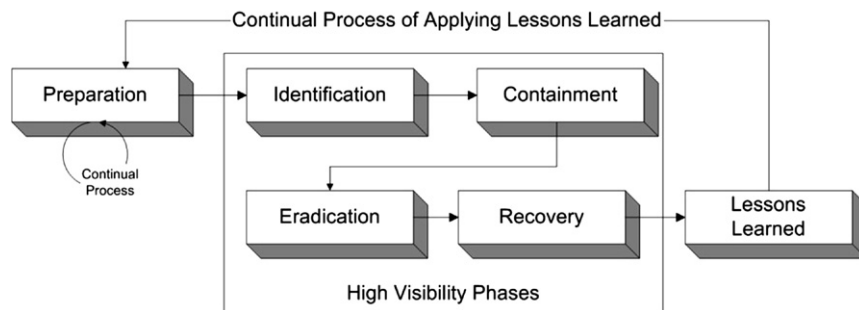 Continual Process of Applying Lessons Learned
Preparation
Identification
Containment
Continual
Process
Eradication
Recovery
Lessons
Learned
High Visibility Phases